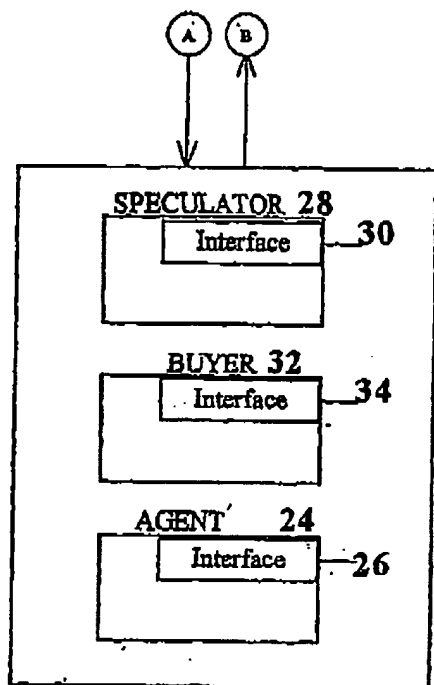 A B
SPECULATOR 28
Interface 30
BUYER 32
Interface 34
AGENT 24
Interface 26